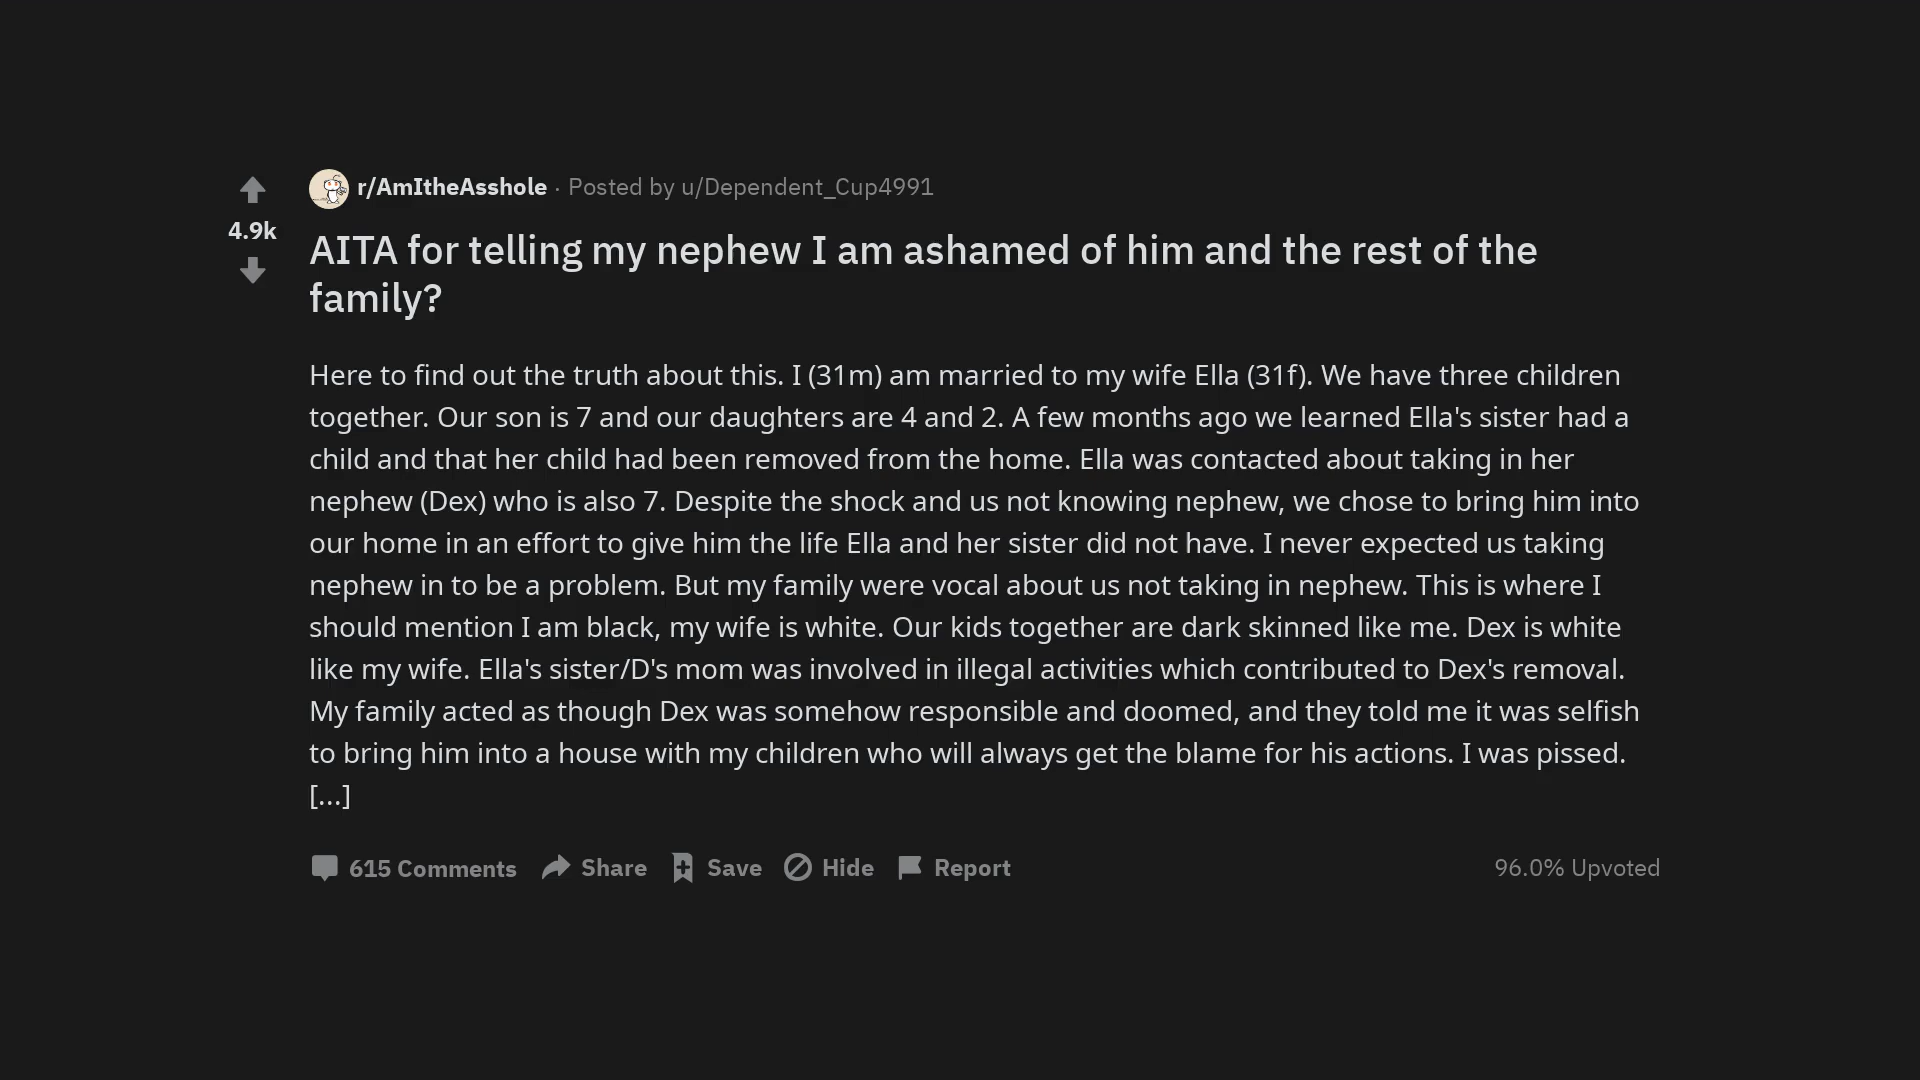 r/AmItheAsshole · Posted by u/Dependent_Cup4991
4.9k
AITA for telling my nephew I am ashamed of him and the rest of the
family?
Here to find out the truth about this. I (31m) am married to my wife Ella (31f). We have three children
together. Our son is 7 and our daughters are 4 and 2. A few months ago we learned Ella's sister had a
child and that her child had been removed from the home. Ella was contacted about taking in her
nephew (Dex) who is also 7. Despite the shock and us not knowing nephew, we chose to bring him into
our home in an effort to give him the life Ella and her sister did not have. I never expected us taking
nephew in to be a problem. But my family were vocal about us not taking in nephew. This is where I
should mention I am black, my wife is white. Our kids together are dark skinned like me. Dex is white
like my wife. Ella's sister/D's mom was involved in illegal activities which contributed to Dex's removal.
My family acted as though Dex was somehow responsible and doomed, and they told me it was selfish
to bring him into a house with my children who will always get the blame for his actions. I was pissed.
[...]
615 Comments Share Save Hide Report 96.0% Upvoted